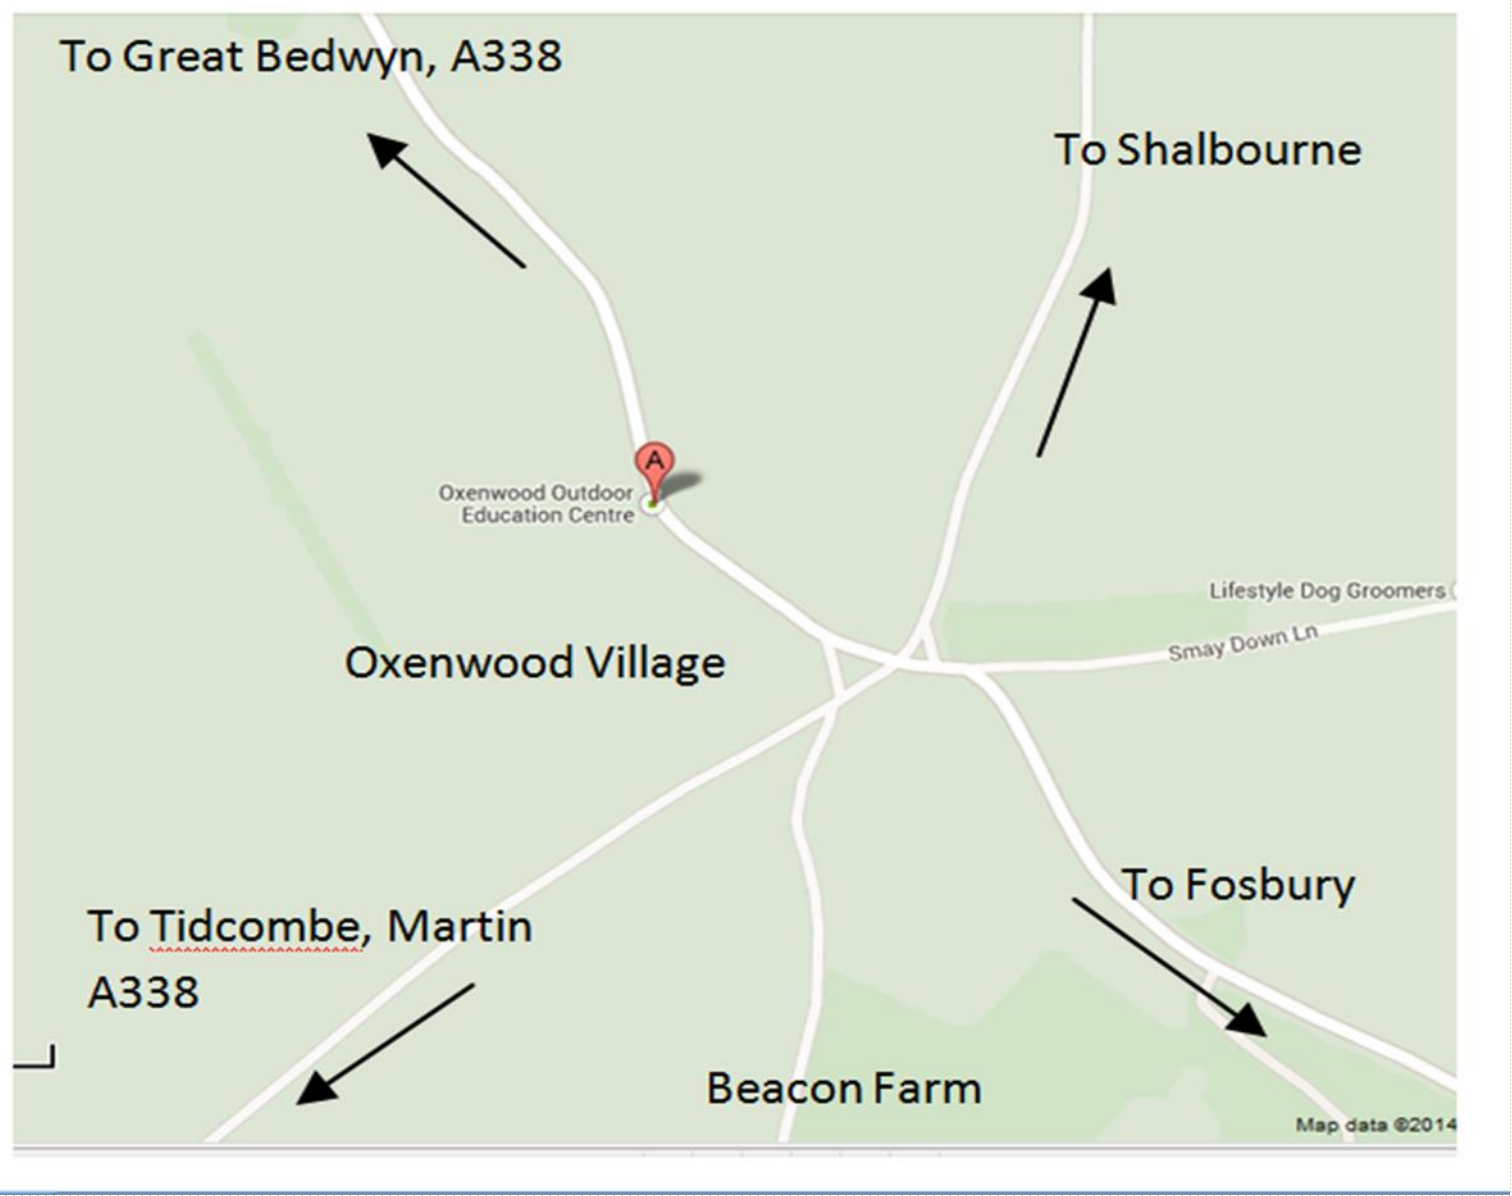 To Great Bedwyn, A338
To Shalbourne
A
Oxenwood Outdoor
Education Centre
Lifestyle Dog Groomers
Smay Down Ln
Oxenwood Village
To Fosbury
To Tidcombe, Martin
A338
Beacon Farm
Map data ©2014